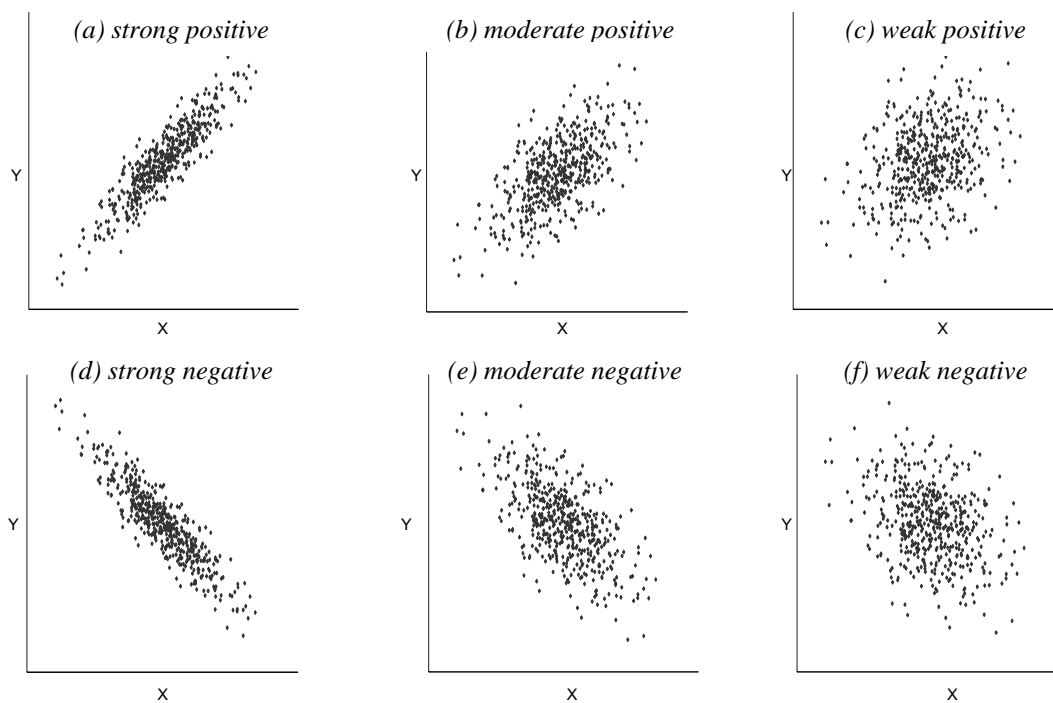 (a) strong positive
(b) moderate positive
(c) weak positive
Y
Y
Y
X
X
X
(d) strong negative
(e) moderate negative
(f) weak negative
Y
Y
Y
X
X
X